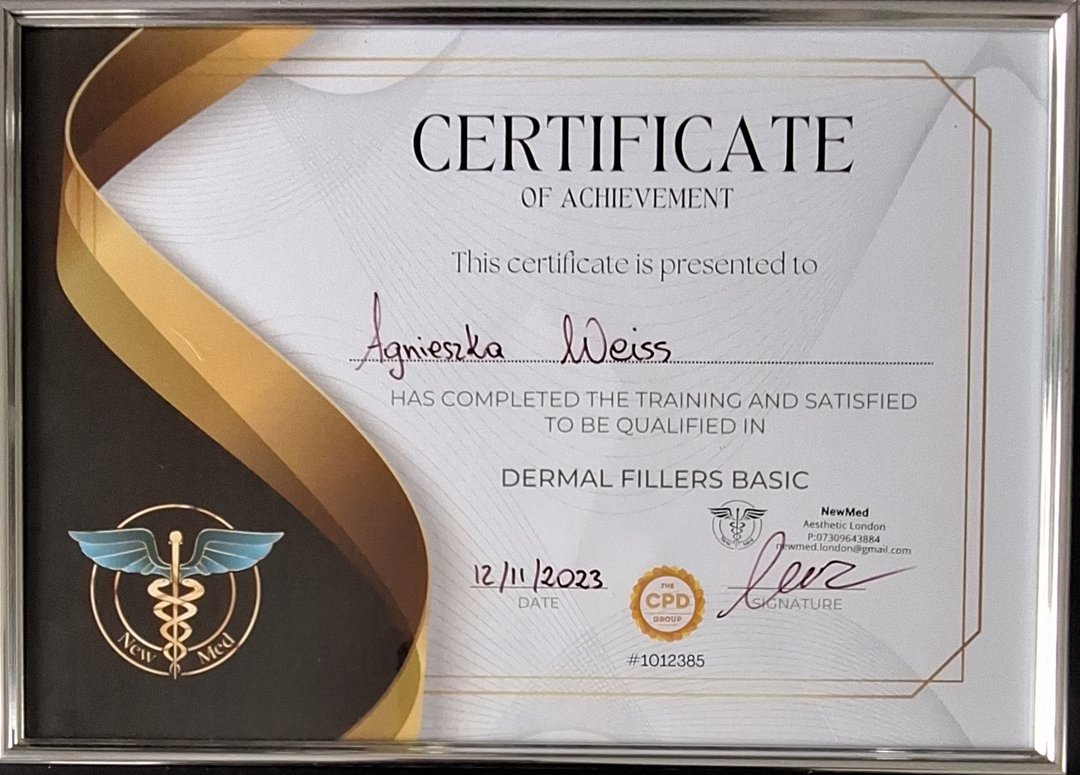 CERTIFICATE
OF ACHIEVEMENT
This certificate is presented to
Agnieszka Weiss
HAS COMPLETED THE TRAINING AND SATISFIED
TO BE QUALIFIED IN
DERMAL FILLERS BASIC
NewMed
Aesthetic London
P:07309643884
newmed.london@gmail.com
12/11/2023
DATE
THE
CPD
GROUP
SIGNATURE
#1012385
New Med